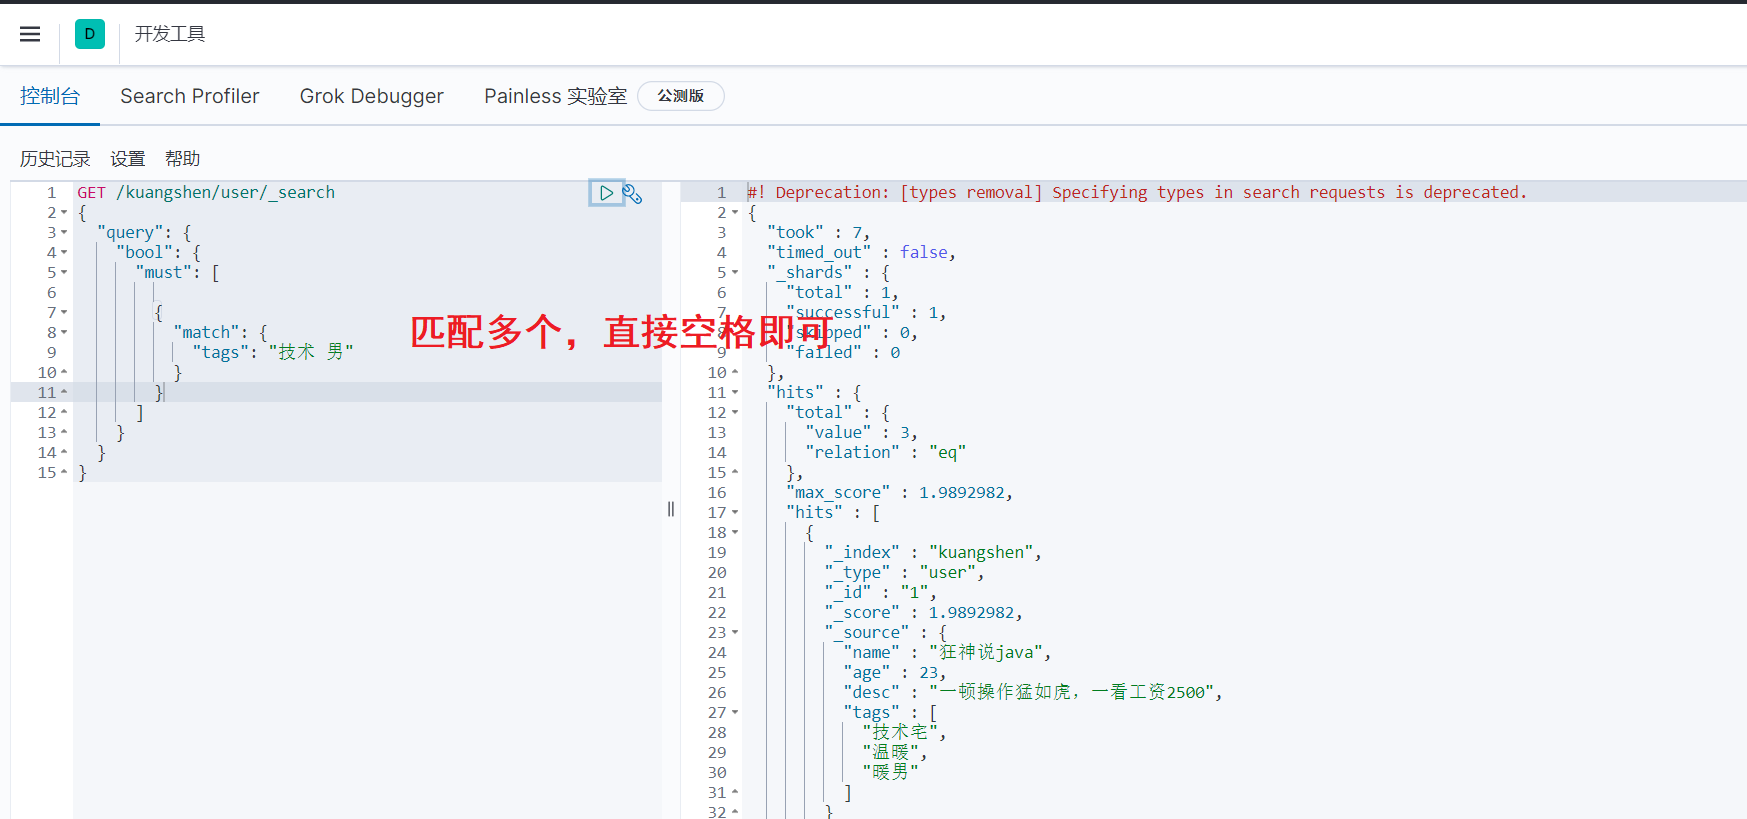 D 开发工具
控制台 Search Profiler Grok Debugger Painless 实验室 公测版
历史记录 设置 帮助
1 GET /kuangshen/user/_search
2 {
3 "query": {
4 "bool": {
5 "must": [
6
7 {
8 "match": {
9 "tags": "技术 男"
10 }
11 }
12 ]
13 }
14 }
15 }
匹配多个，直接空格即可
1 #! Deprecation: [types removal] Specifying types in search requests is deprecated.
2 {
3 "took" : 7,
4 "timed_out" : false,
5 "_shards" : {
6 "total" : 1,
7 "successful" : 1,
8 "skipped" : 0,
9 "failed" : 0
10 },
11 "hits" : {
12 "total" : {
13 "value" : 3,
14 "relation" : "eq"
15 },
16 "max_score" : 1.9892982,
17 "hits" : [
18 {
19 "_index" : "kuangshen",
20 "_type" : "user",
21 "_id" : "1",
22 "_score" : 1.9892982,
23 "_source" : {
24 "name" : "狂神说java",
25 "age" : 23,
26 "desc" : "一顿操作猛如虎，一看工资2500",
27 "tags" : [
28 "技术宅",
29 "温暖",
30 "暖男"
31 ]
32 }